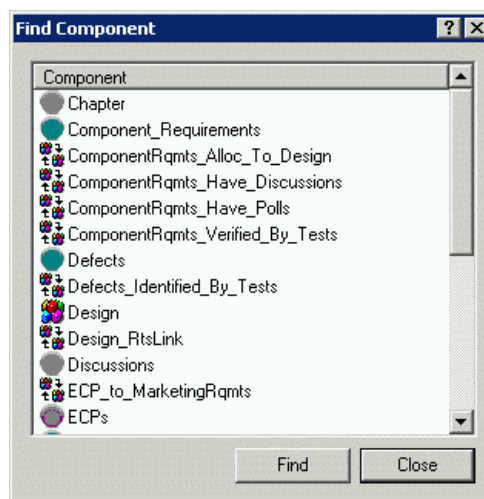 Find Component
Component
Chapter
Component_Requirements
ComponentRqmts_Alloc_To_Design
ComponentRqmts_Have_Discussions
ComponentRqmts_Have_Polls
ComponentRqmts_Verified_By_Tests
Defects
Defects_Identified_By_Tests
Design
Design_RtsLink
Discussions
ECP_to_MarketingRqmts
ECPs
Find
Close